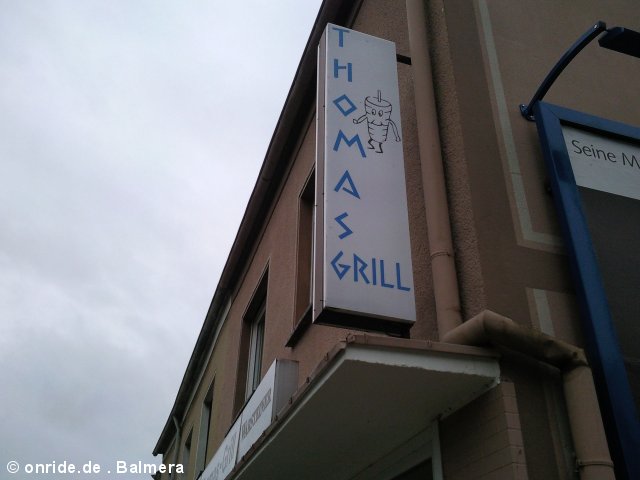 THOMAS
GRILL
Seine M
© onride.de . Balmera